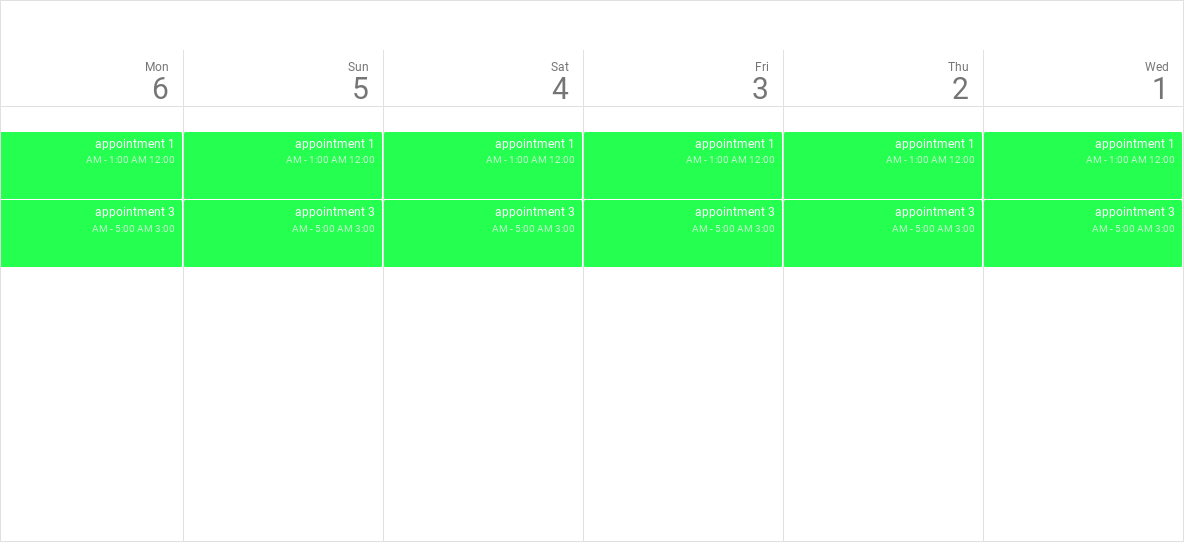 Mon
6
Sun
5
Sat
4
Fri
3
Thu
2
Wed
1
appointment 1
AM - 1:00 AM 12:00
appointment 1
AM - 1:00 AM 12:00
appointment 1
AM - 1:00 AM 12:00
appointment 1
AM - 1:00 AM 12:00
appointment 1
AM - 1:00 AM 12:00
appointment 1
AM - 1:00 AM 12:00
appointment 3
AM - 5:00 AM 3:00
appointment 3
AM - 5:00 AM 3:00
appointment 3
AM - 5:00 AM 3:00
appointment 3
AM - 5:00 AM 3:00
appointment 3
AM - 5:00 AM 3:00
appointment 3
AM - 5:00 AM 3:00